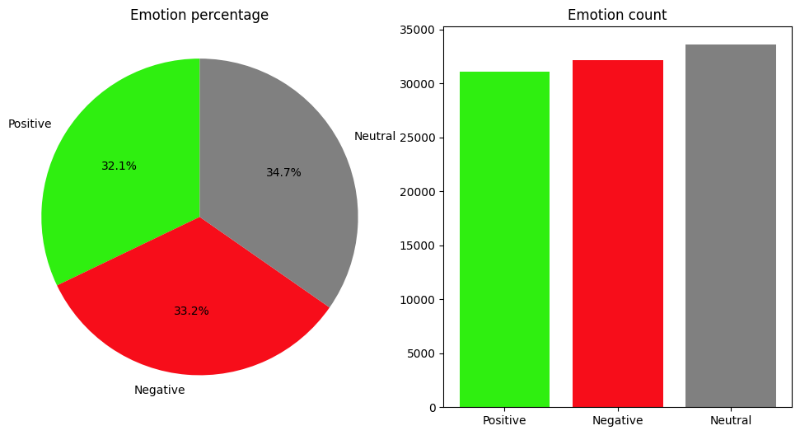 Emotion percentage
Positive
32.1%
Negative
33.2%
Neutral
34.7%
Emotion count
35000
30000
25000
20000
15000
10000
5000
0
Positive Negative Neutral